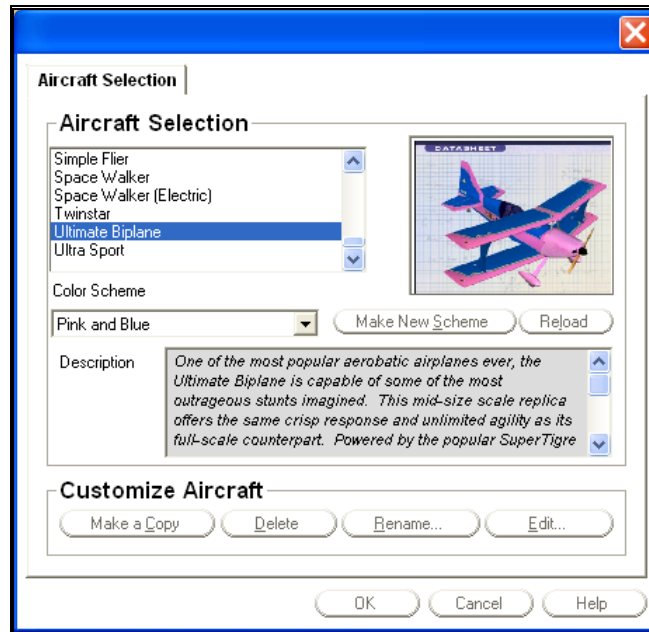 Aircraft Selection
Aircraft Selection
DATASHEET
Simple Flier
Space Walker
Space Walker (Electric)
Twinstar
Ultimate Biplane
Ultra Sport
Color Scheme
Pink and Blue
Make New Scheme
Reload
Description
One of the most popular aerobatic airplanes ever, the
Ultimate Biplane is capable of some of the most
outrageous stunts imagined. This mid-size scale replica
offers the same crisp response and unlimited agility as its
full-scale counterpart. Powered by the popular SuperTigre
Customize Aircraft
Make a Copy
Delete
Rename...
Edit...
OK
Cancel
Help